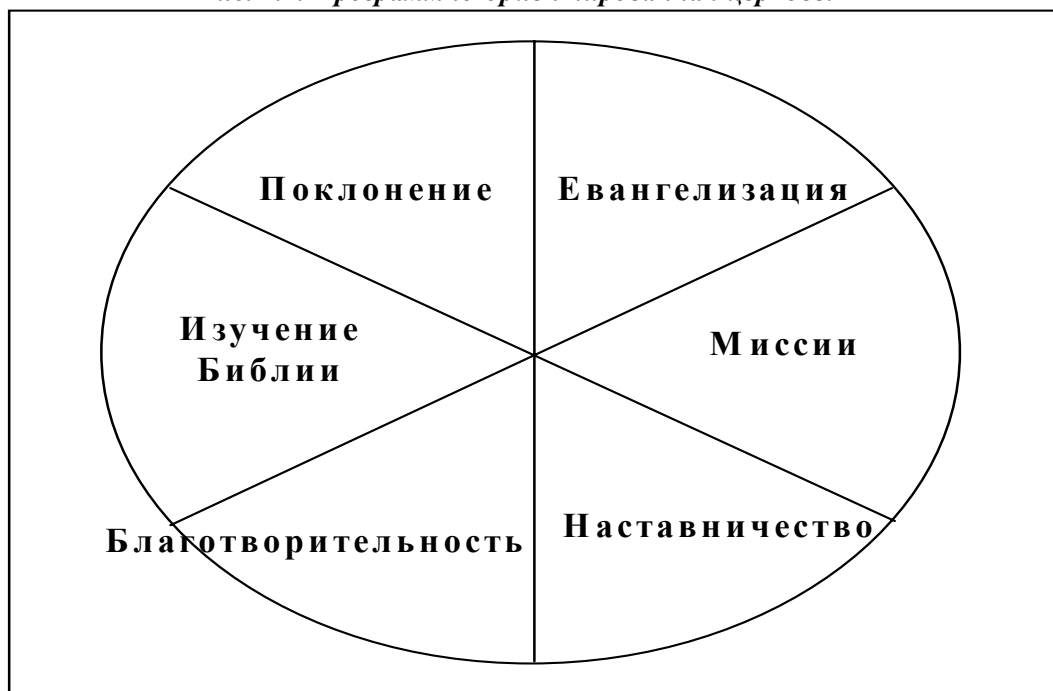 Поклонение
Евангелизация
Изучение
Библии
Миссии
Благотворительность
Наставничество